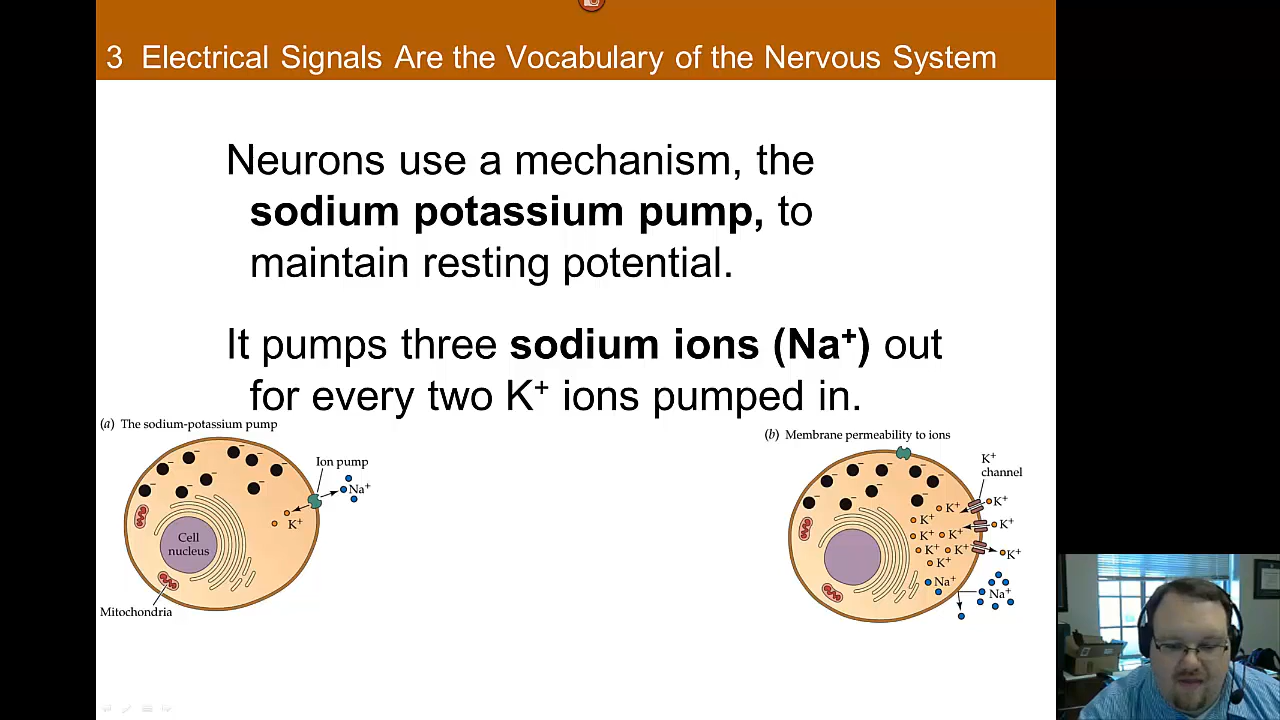 3 Electrical Signals Are the Vocabulary of the Nervous System
Neurons use a mechanism, the
sodium potassium pump, to
maintain resting potential.
It pumps three sodium ions (Na⁺) out
for every two K⁺ ions pumped in.
(a) The sodium-potassium pump
Ion pump
Na⁺
K⁺
Cell
nucleus
Mitochondria
(b) Membrane permeability to ions
K⁺
channel
K⁺
K⁺
K⁺
K⁺
K⁺
K⁺
K⁺
K⁺
K⁺
K⁺
Na⁺
Na⁺